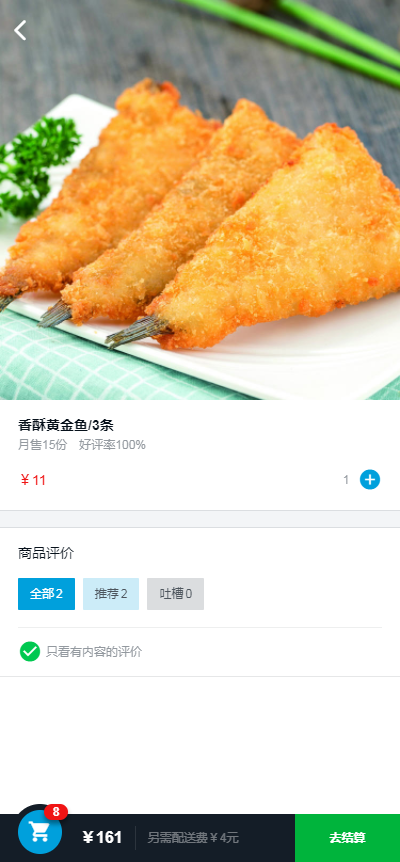 香酥黄金鱼/3条
月售15份 好评率100%
￥11
1
商品评价
全部2 推荐2 吐槽0
只看有内容的评价
8
￥161 另需配送费￥4元 去结算